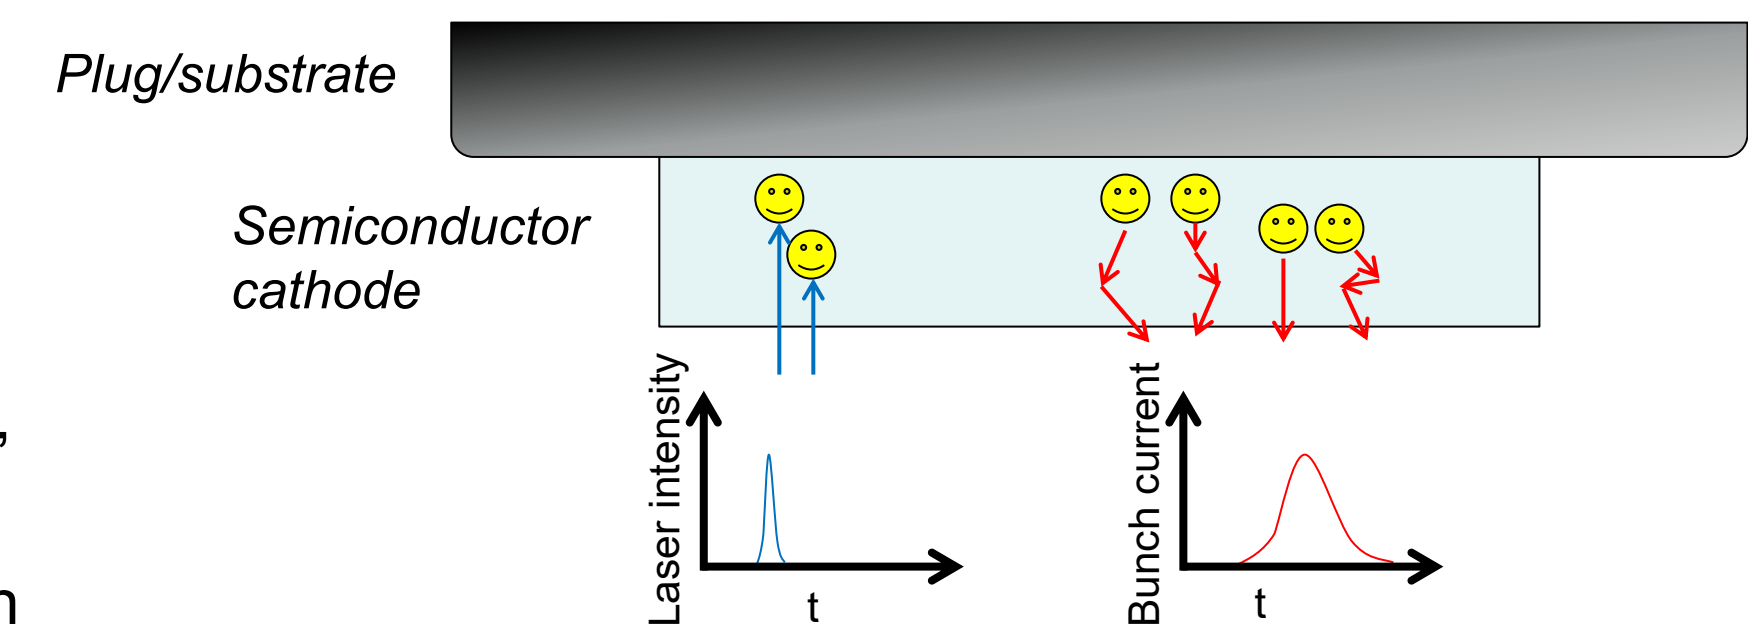 Plug/substrate
Semiconductor
cathode
,
Laser intensity
t
Bunch current
t